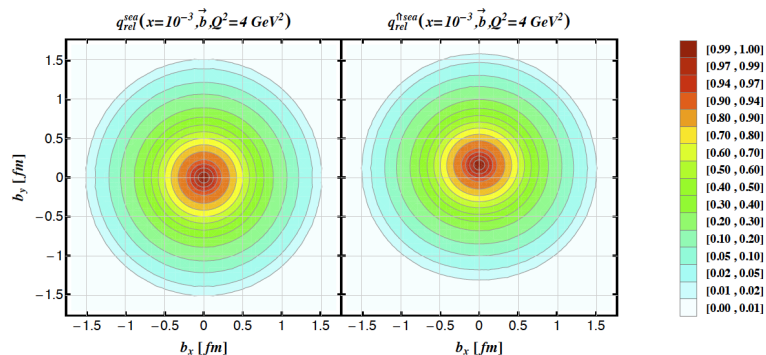 q_rel^sea(x=10^-3,b⃗,Q^2=4 GeV^2)
q_rel^⇑sea(x=10^-3,b⃗,Q^2=4 GeV^2)
1.5
1
0.5
0
−0.5
−1
−1.5
b_y [fm]
−1.5 −1 −0.5 0 0.5 1 1.5
b_x [fm]
−1.5 −1 −0.5 0 0.5 1 1.5
b_x [fm]
[0.99 , 1.00]
[0.97 , 0.99]
[0.94 , 0.97]
[0.90 , 0.94]
[0.80 , 0.90]
[0.70 , 0.80]
[0.60 , 0.70]
[0.50 , 0.60]
[0.40 , 0.50]
[0.30 , 0.40]
[0.20 , 0.30]
[0.10 , 0.20]
[0.05 , 0.10]
[0.02 , 0.05]
[0.01 , 0.02]
[0.00 , 0.01]